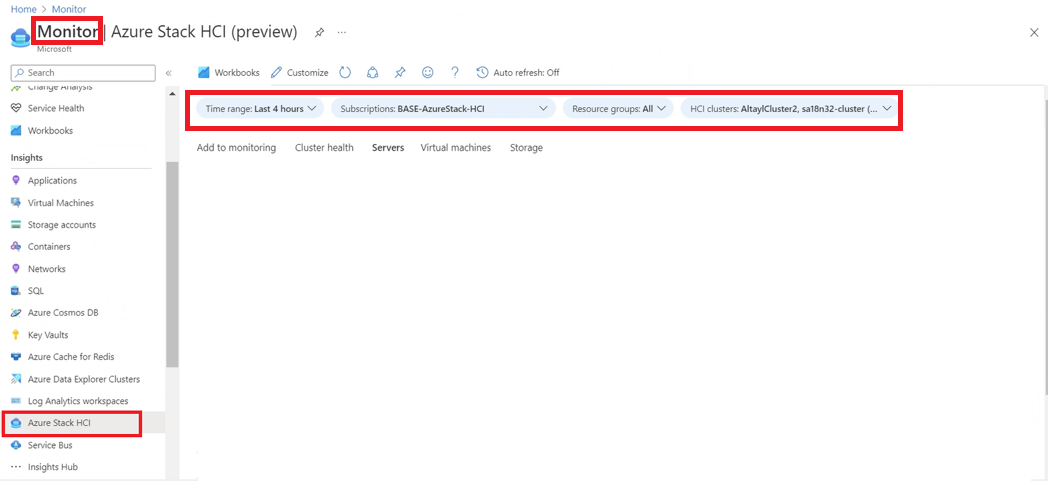 Home > Monitor
Monitor | Azure Stack HCI (preview) ...
Microsoft
Search «
Workbooks Customize ? Auto refresh: Off
Change Analysis
Service Health
Workbooks
Insights
Applications
Virtual Machines
Storage accounts
Containers
Networks
SQL
Azure Cosmos DB
Key Vaults
Azure Cache for Redis
Azure Data Explorer Clusters
Log Analytics workspaces
Azure Stack HCI
Service Bus
Insights Hub
Time range: Last 4 hours Subscriptions: BASE-AzureStack-HCI Resource groups: All HCI clusters: AltaylCluster2, sa18n32-cluster (...
Add to monitoring Cluster health Servers Virtual machines Storage